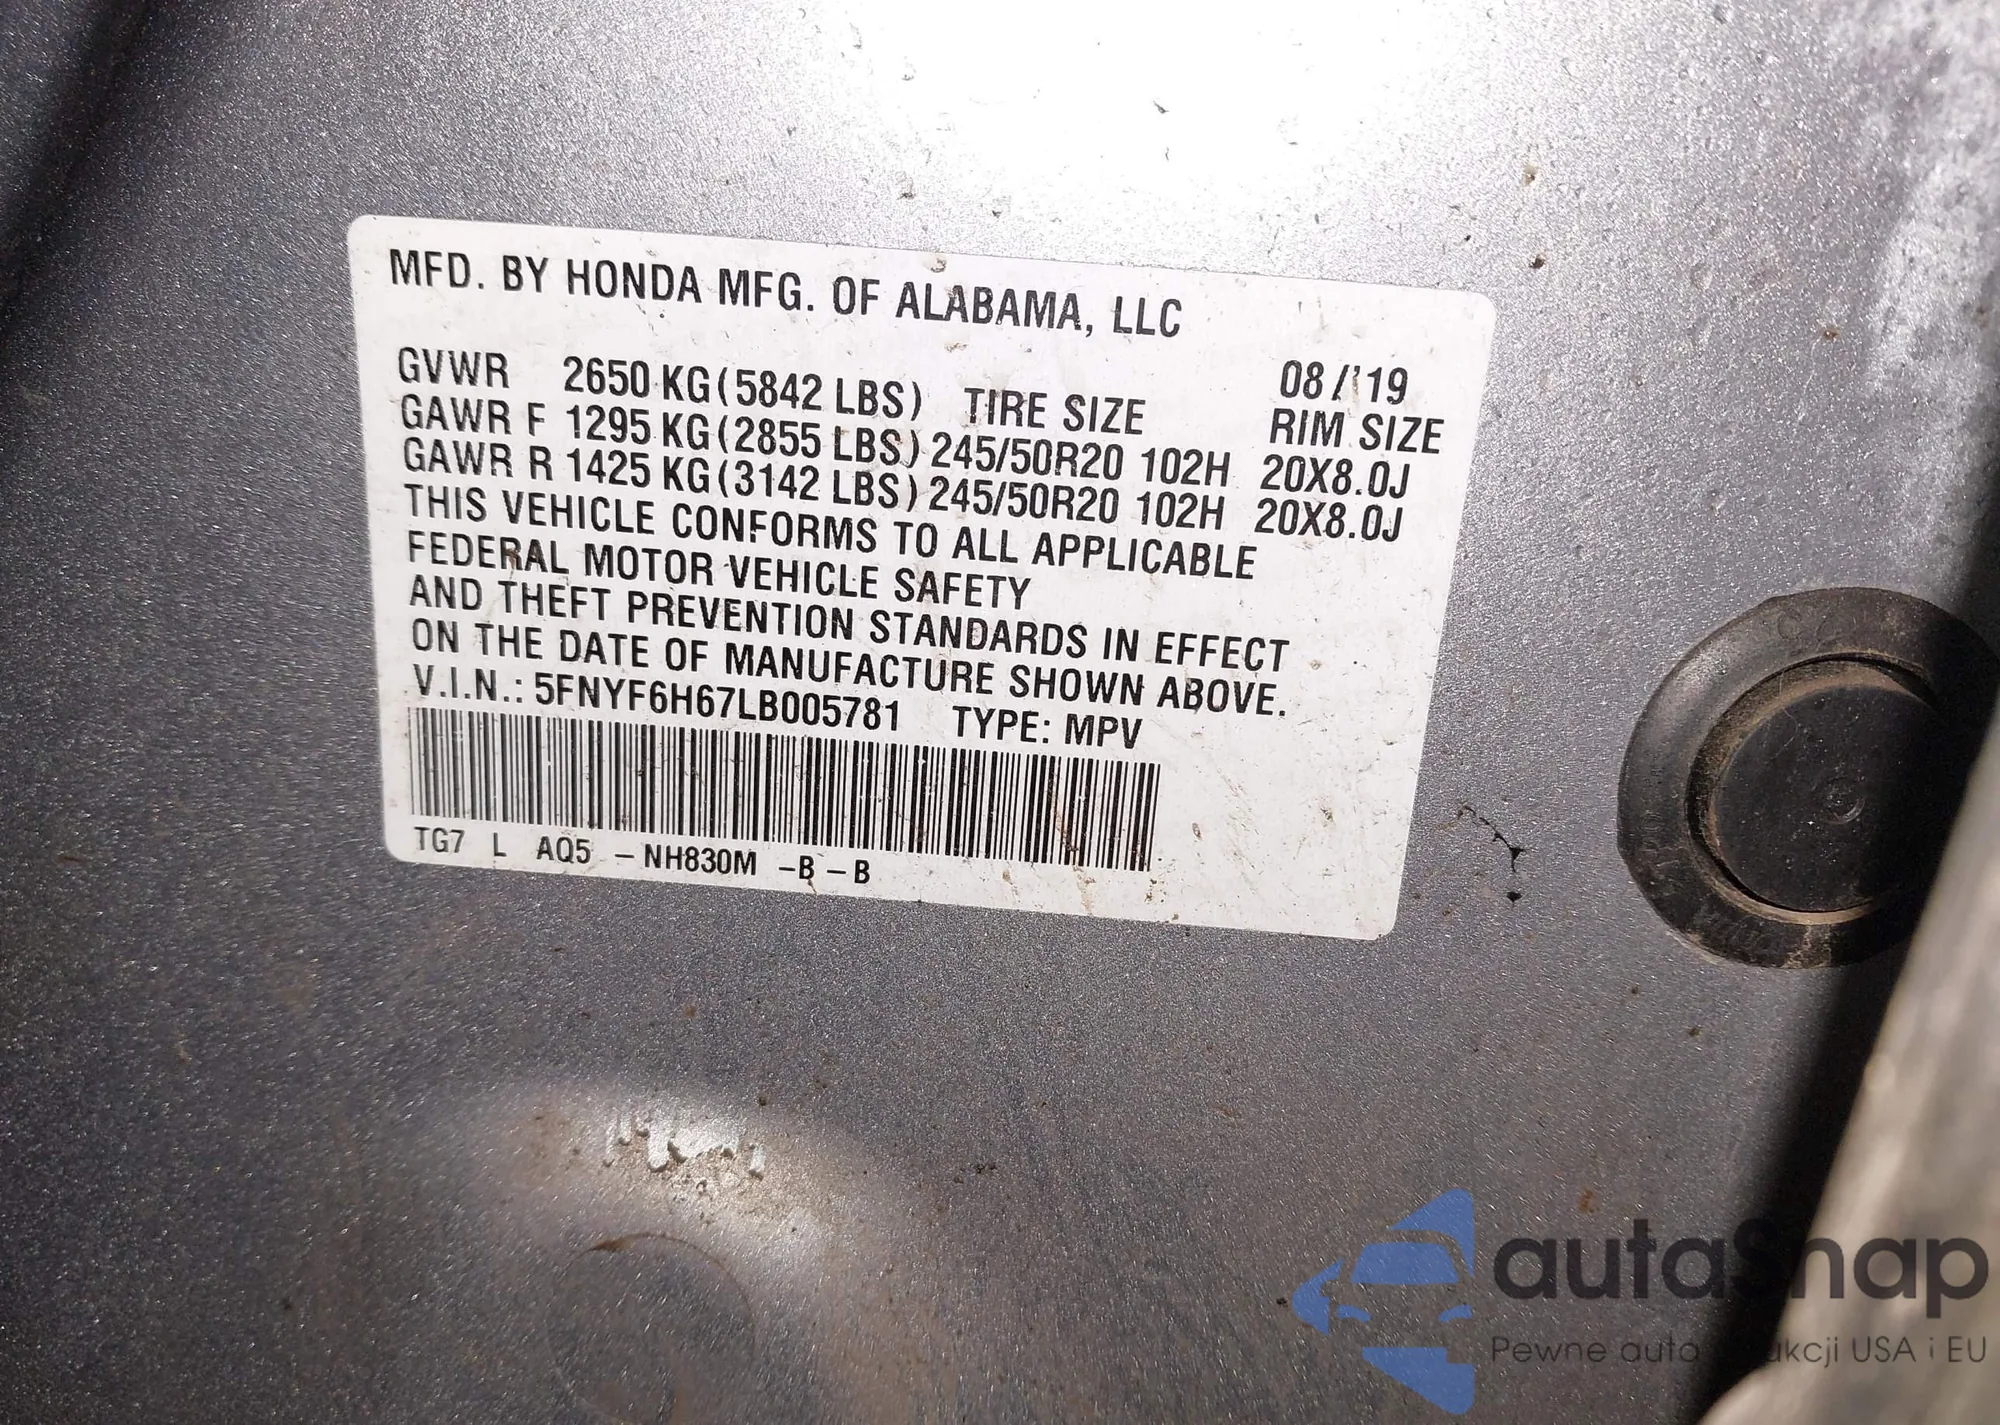 MFD. BY HONDA MFG. OF ALABAMA, LLC
08/'19
GVWR 2650 KG(5842 LBS) TIRE SIZE RIM SIZE
GAWR F 1295 KG(2855 LBS) 245/50R20 102H 20X8.0J
GAWR R 1425 KG(3142 LBS) 245/50R20 102H 20X8.0J
THIS VEHICLE CONFORMS TO ALL APPLICABLE
FEDERAL MOTOR VEHICLE SAFETY
AND THEFT PREVENTION STANDARDS IN EFFECT
ON THE DATE OF MANUFACTURE SHOWN ABOVE.
V.I.N.: 5FNYF6H67LB005781 TYPE: MPV
TG7 L AQ5 -NH830M -B-B
autaSnap
Pewne auta USA i EU